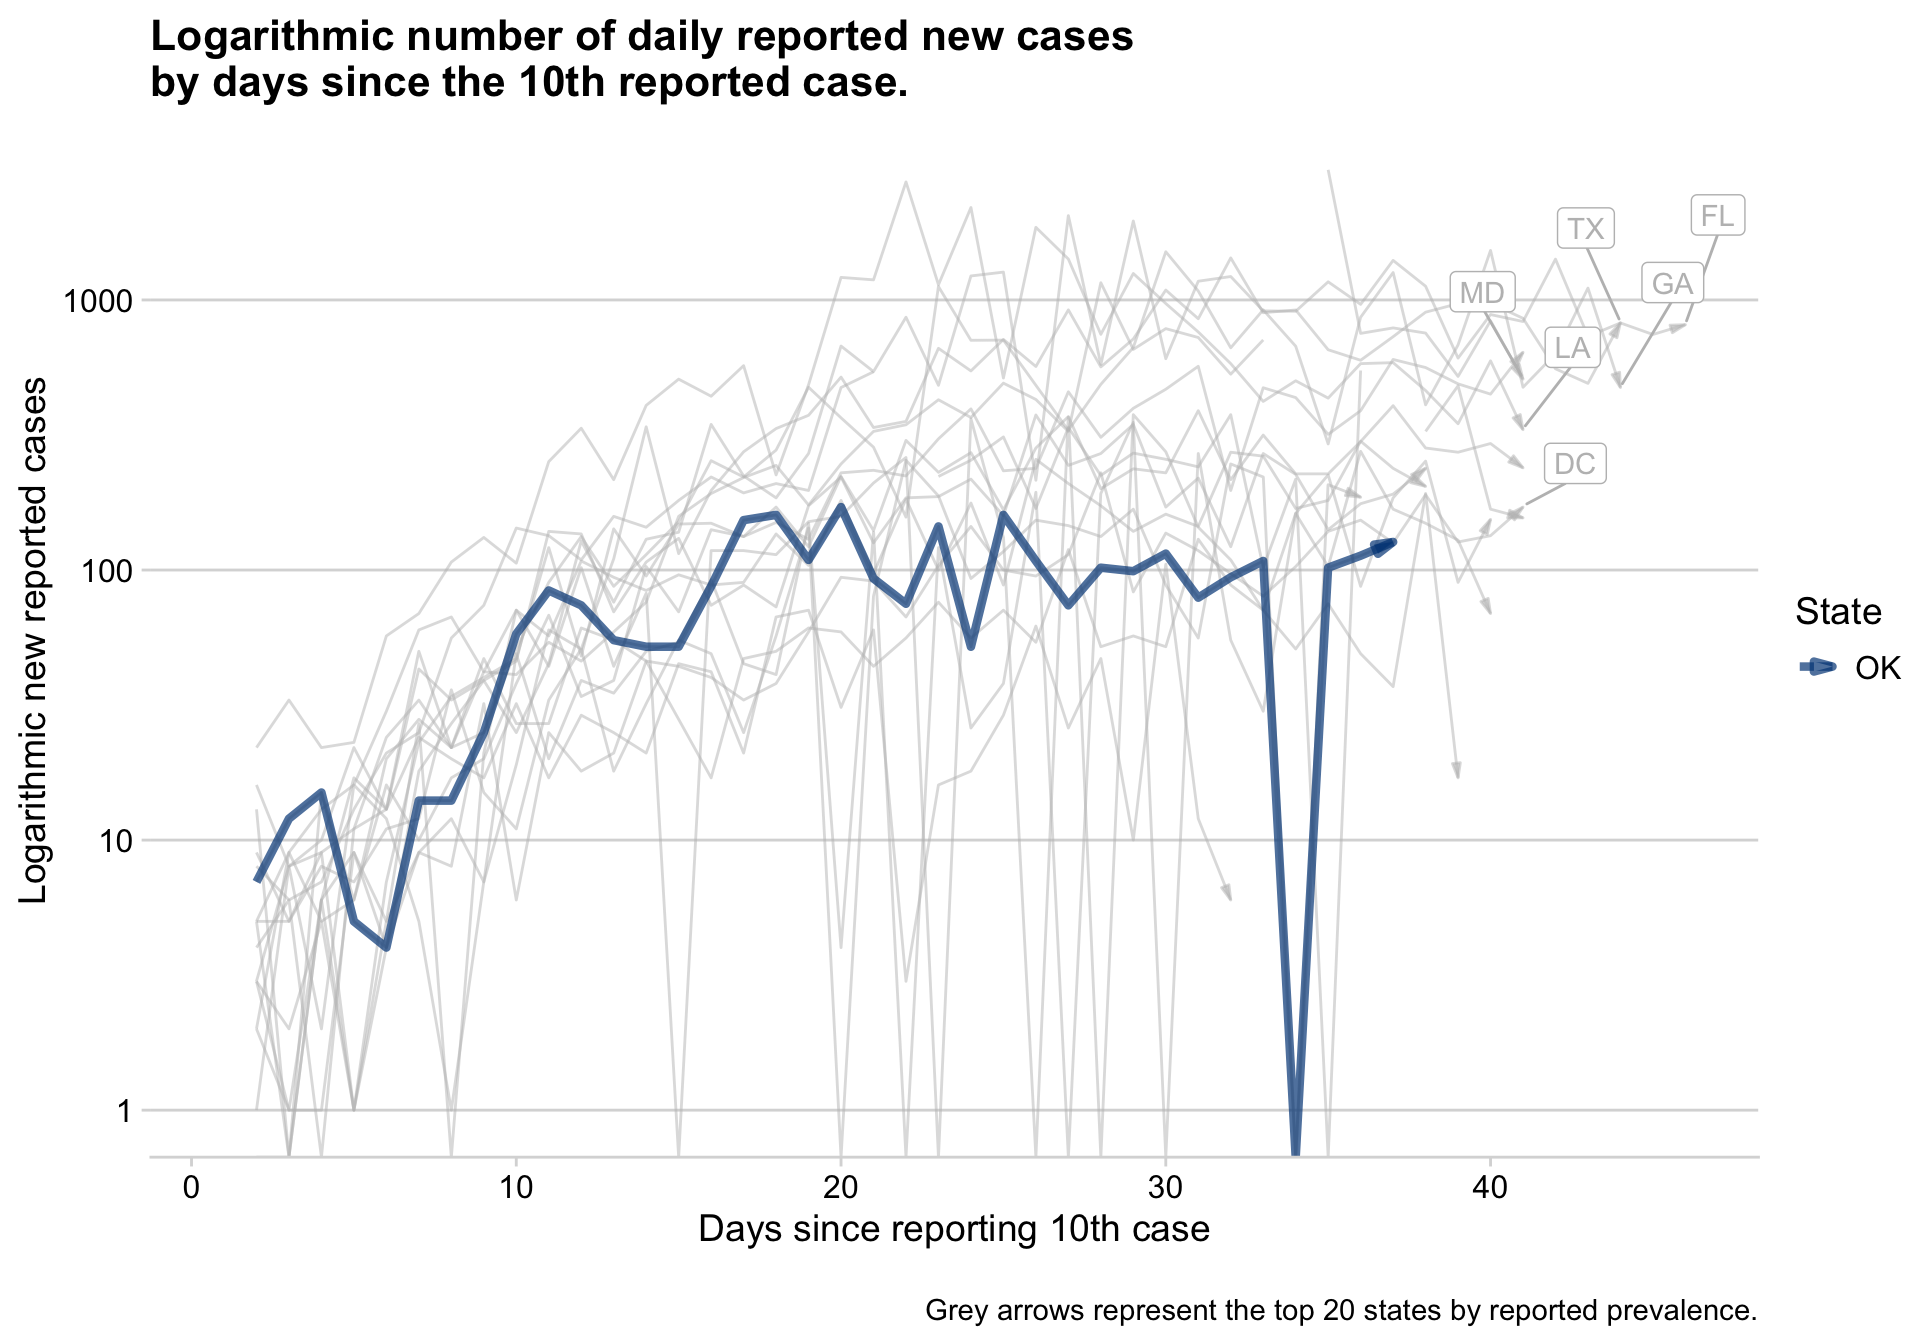 Logarithmic number of daily reported new cases
by days since the 10th reported case.
Logarithmic new reported cases
1000
100
10
1
TX
FL
MD
GA
LA
DC
State
OK
0
10
20
30
40
Days since reporting 10th case
Grey arrows represent the top 20 states by reported prevalence.